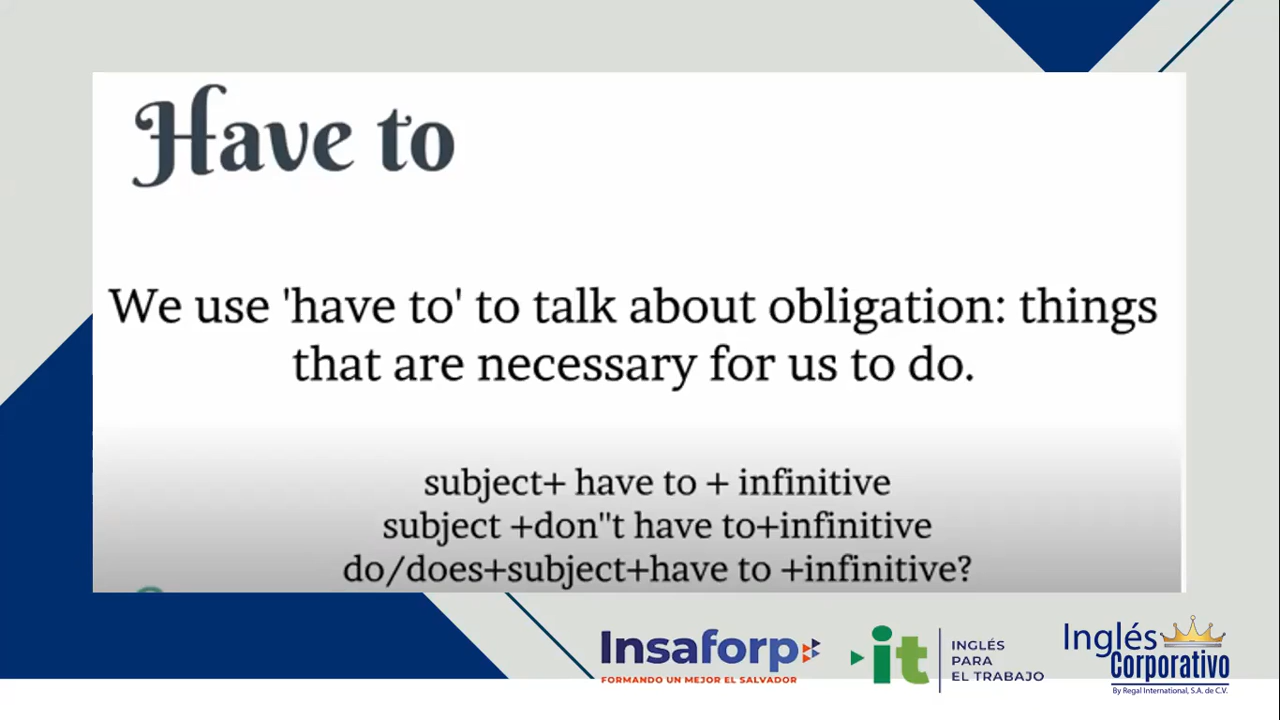 Have to
We use 'have to' to talk about obligation: things
that are necessary for us to do.
subject+ have to + infinitive
subject +don"t have to+infinitive
do/does+subject+have to +infinitive?
Insaforp
FORMANDO UN MEJOR EL SALVADOR
it
INGLÉS
PARA
EL TRABAJO
Inglés
Corporativo
By Regal International, S.A. de C.V.